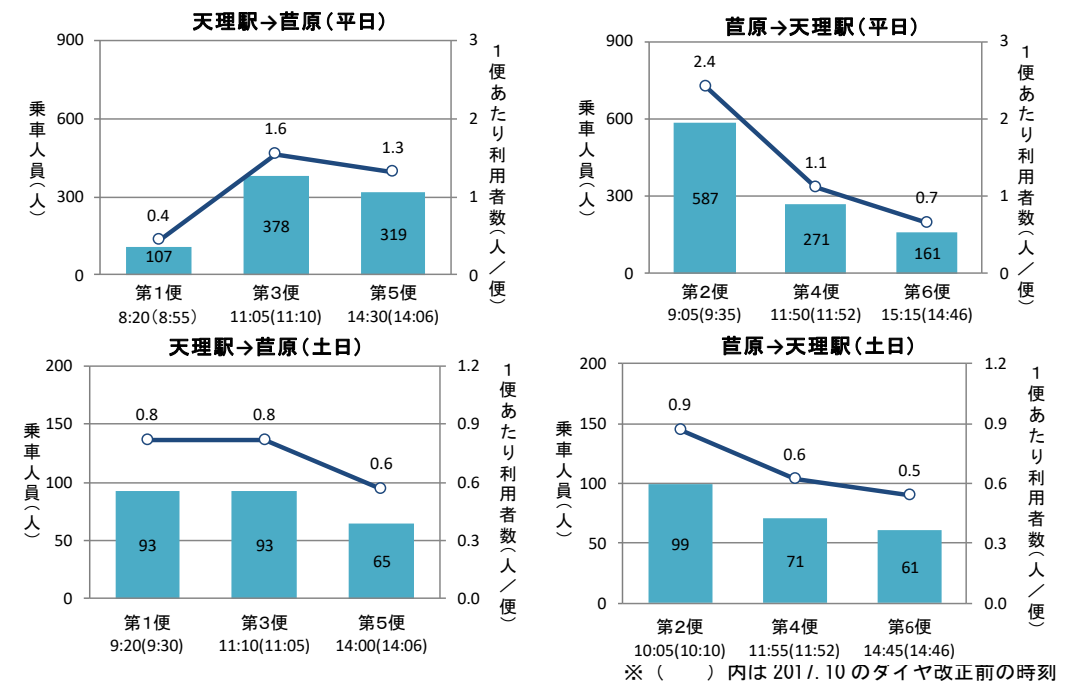 天理駅→苣原（平日）
900
600
300
0
乗車人員（人）
3
2
1
0
1便あたり利用者数（人／便）
0.4
1.6
1.3
107
378
319
第１便
第３便
第５便
8:20（8:55）
11:05(11:10)
14:30(14:06)
苣原→天理駅（平日）
900
600
300
0
乗車人員（人）
3
2
1
0
1便あたり利用者数（人／便）
2.4
1.1
0.7
587
271
161
第２便
第４便
第６便
9:05(9:35)
11:50(11:52)
15:15(14:46)
天理駅→苣原（土日）
200
150
100
50
0
乗車人員（人）
1.2
0.9
0.6
0.3
0.0
1便あたり利用者数（人／便）
0.8
0.8
0.6
93
93
65
第１便
第３便
第５便
9:20(9:30)
11:10(11:05)
14:00(14:06)
苣原→天理駅（土日）
200
150
100
50
0
乗車人員（人）
1.2
0.9
0.6
0.3
0.0
1便あたり利用者数（人／便）
0.9
0.6
0.5
99
71
61
第２便
第４便
第6便
10:05(10:10)
11:55(11:52)
14:45(14:46)
※（　　）内は 2017.10 のダイヤ改正前の時刻